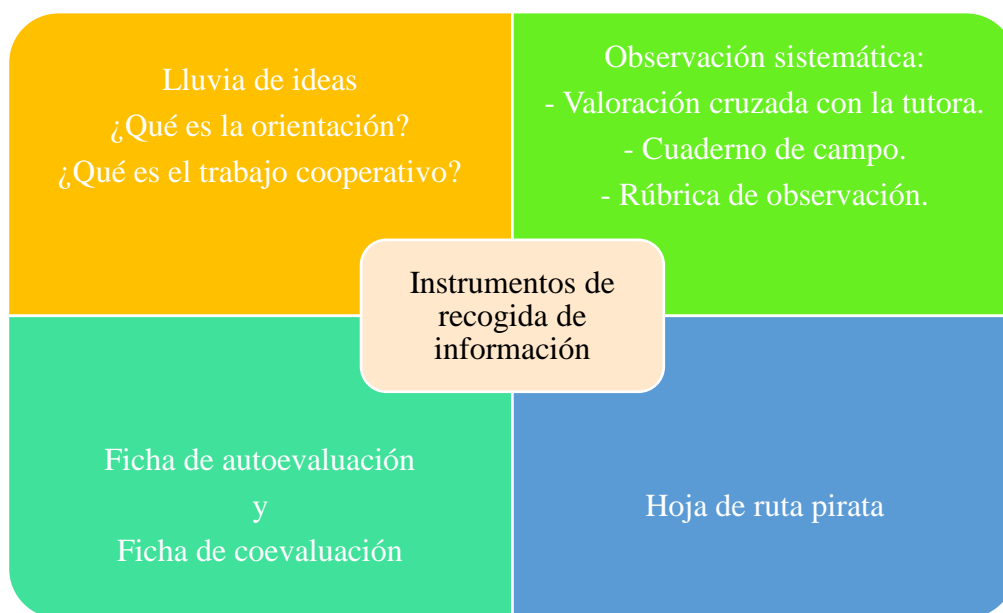 Lluvia de ideas
¿Qué es la orientación?
¿Qué es el trabajo cooperativo?
Observación sistemática:
- Valoración cruzada con la tutora.
- Cuaderno de campo.
- Rúbrica de observación.
Instrumentos de
recogida de
información
Ficha de autoevaluación
y
Ficha de coevaluación
Hoja de ruta pirata